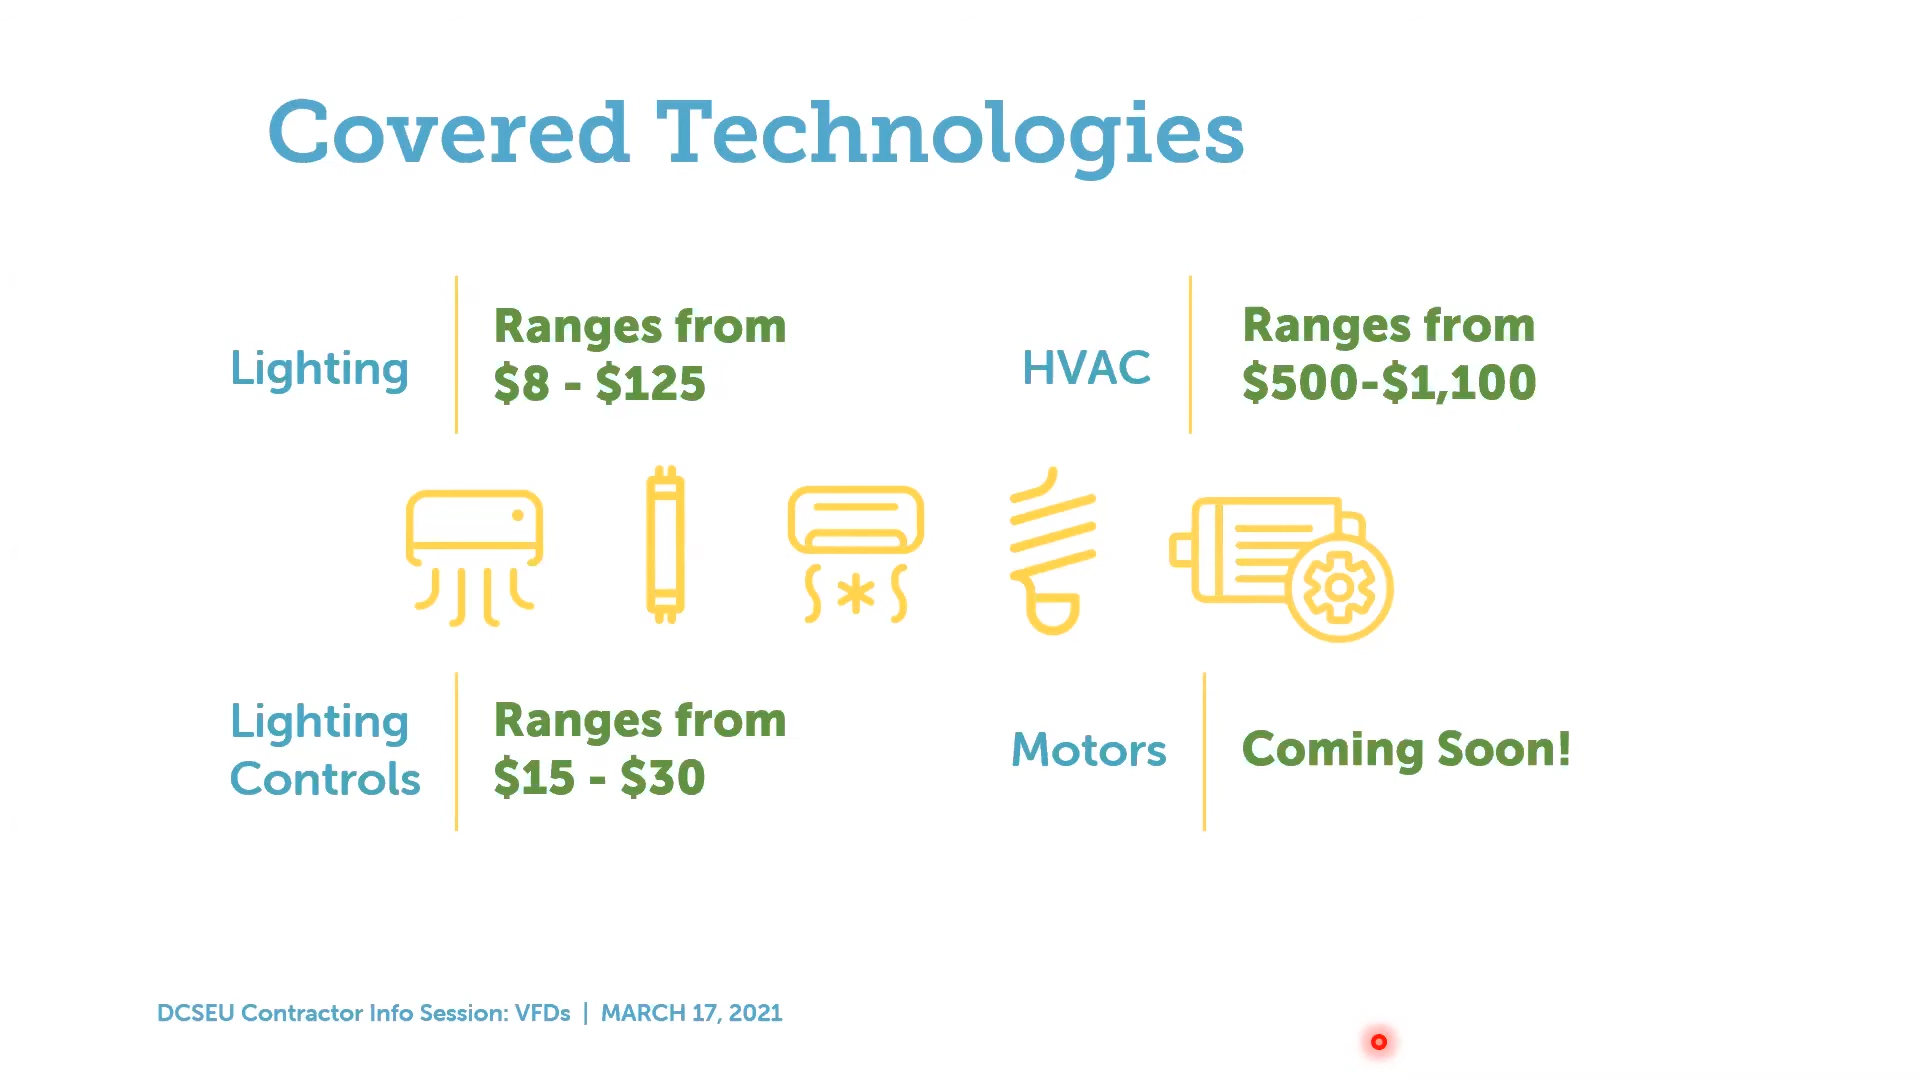 Covered Technologies
Lighting
Ranges from
$8 - $125
HVAC
Ranges from
$500-$1,100
Lighting
Controls
Ranges from
$15 - $30
Motors
Coming Soon!
DCSEU Contractor Info Session: VFDs | MARCH 17, 2021